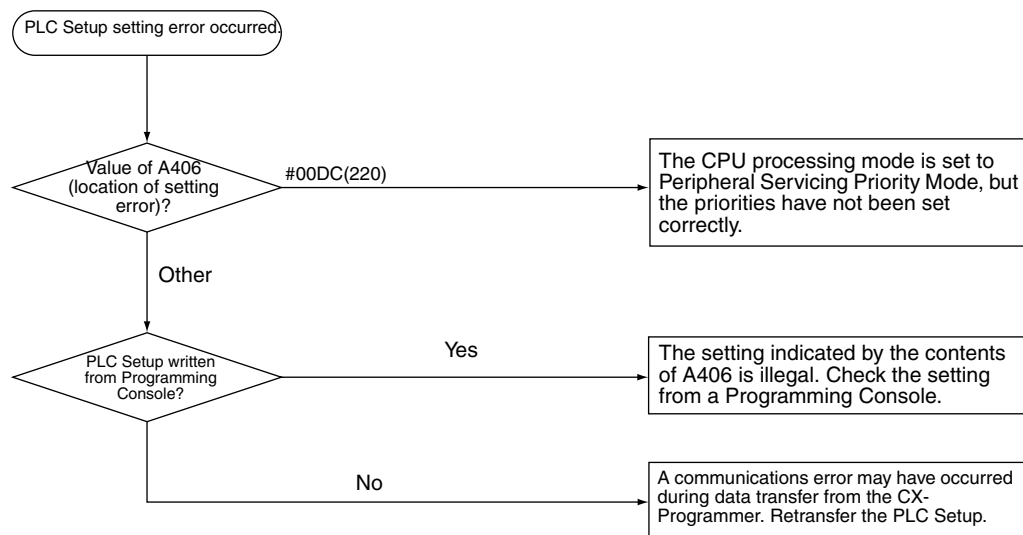 PLC Setup setting error occurred.
Value of A406
(location of setting
error)?
#00DC(220)
The CPU processing mode is set to
Peripheral Servicing Priority Mode, but
the priorities have not been set
correctly.
Other
PLC Setup written
from Programming
Console?
Yes
The setting indicated by the contents
of A406 is illegal. Check the setting
from a Programming Console.
No
A communications error may have occurred
during data transfer from the CX-
Programmer. Retransfer the PLC Setup.